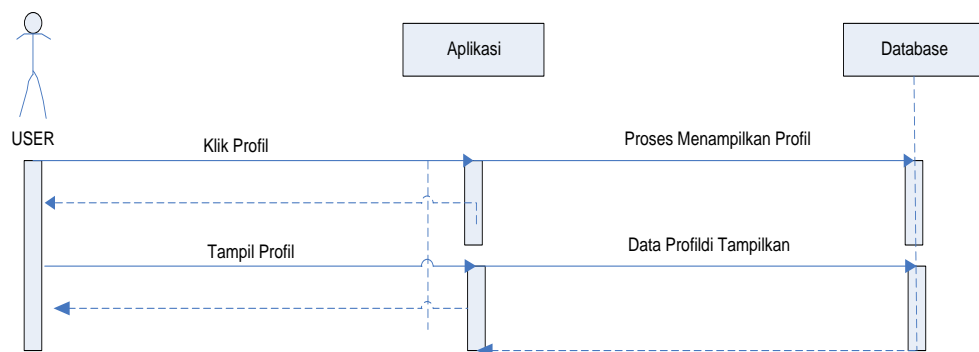 Aplikasi
Database
USER
Klik Profil
Proses Menampilkan Profil
Tampil Profil
Data Profildi Tampilkan